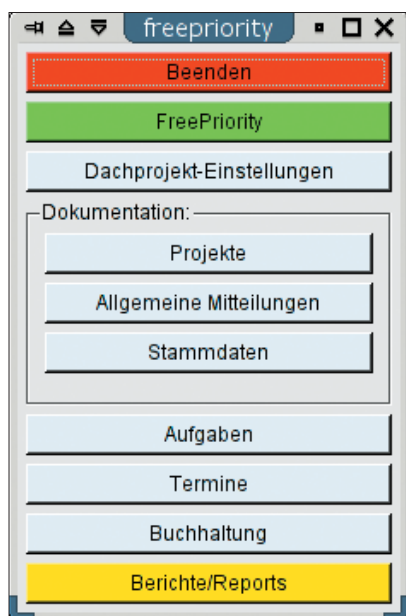 freepriority
Beenden
FreePriority
Dachprojekt-Einstellungen
Dokumentation:
Projekte
Allgemeine Mitteilungen
Stammdaten
Aufgaben
Termine
Buchhaltung
Berichte/Reports